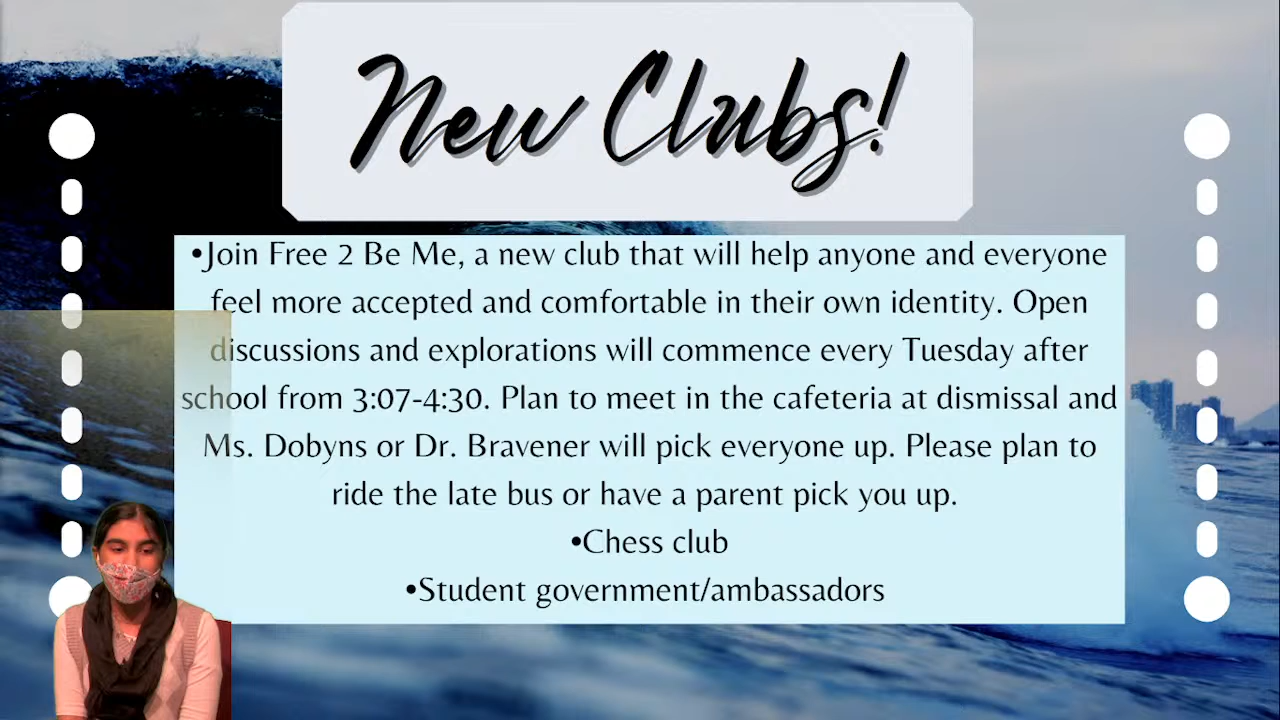 New Clubs!
•Join Free 2 Be Me, a new club that will help anyone and everyone
feel more accepted and comfortable in their own identity. Open
discussions and explorations will commence every Tuesday after
school from 3:07-4:30. Plan to meet in the cafeteria at dismissal and
Ms. Dobyns or Dr. Bravener will pick everyone up. Please plan to
ride the late bus or have a parent pick you up.
•Chess club
•Student government/ambassadors